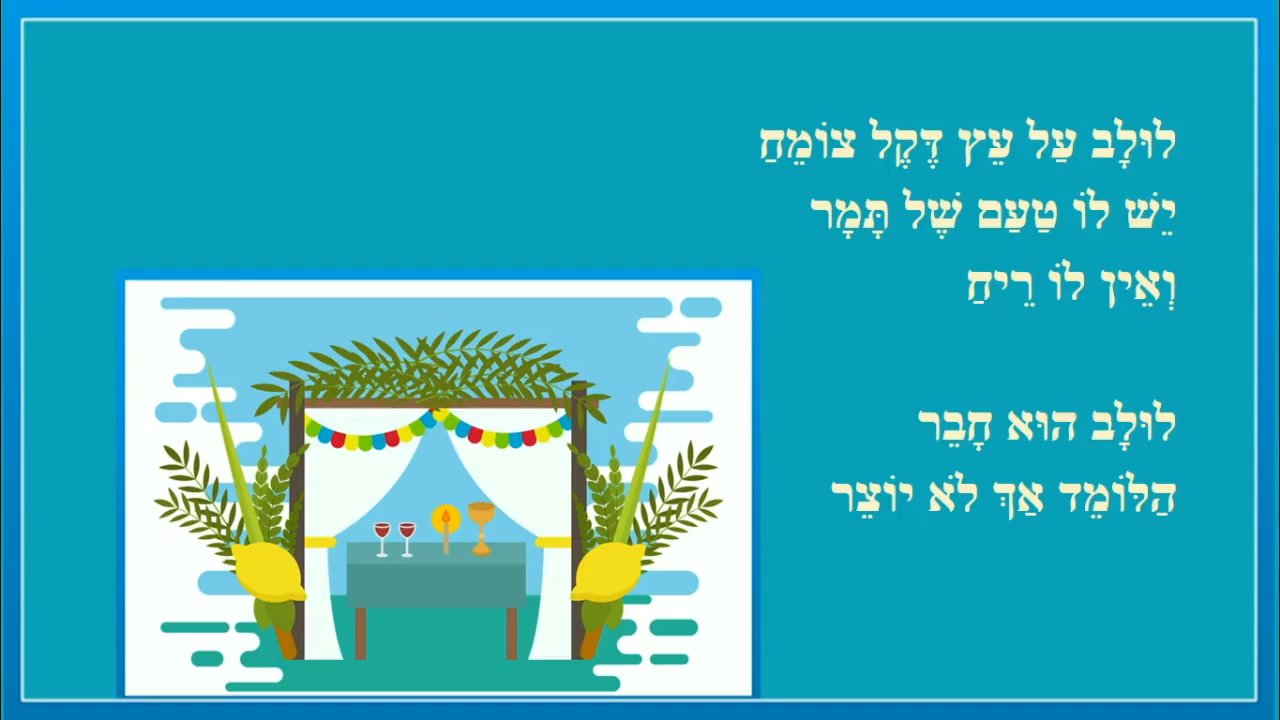 לוּלָב עַל עֵץ דֶּקֶל צוֹמֵחַ
יֵשׁ לוֹ טַעַם שֶׁל תָּמָר
וְאֵין לוֹ רֵיחַ
לוּלָב הוּא חָבֵר
הַלּוֹמֵד אַךְ לֹא יוֹצֵר